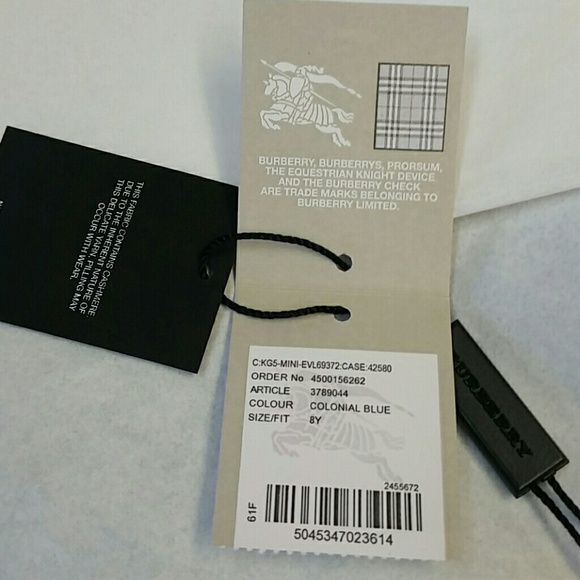 BURBERRY, BURBERRYS, PRORSUM,
THE EQUESTRIAN KNIGHT DEVICE
AND THE BURBERRY CHECK
ARE TRADE MARKS BELONGING TO
BURBERRY LIMITED.
THIS FABRIC CONTAINS CASHMERE
DUE TO THE INHERENT NATURE OF
THIS DELICATE YARN, PILLING MAY
OCCUR WITH WEAR.
C:KG5-MINI-EVL69372:CASE:42580
ORDER No 4500156262
ARTICLE 3789044
COLOUR COLONIAL BLUE
SIZE/FIT 8Y
2455672
61F
5045347023614
BURBERRY